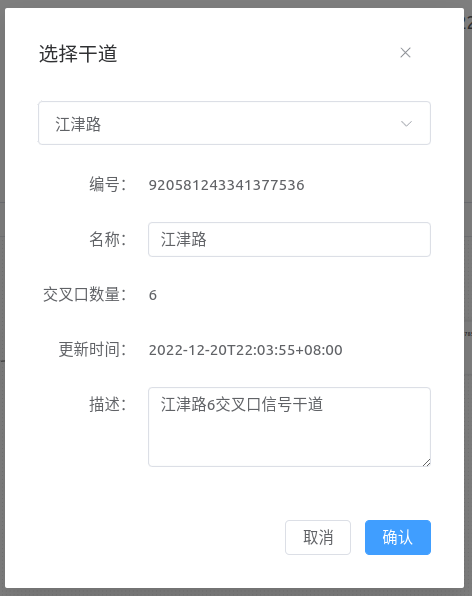 选择干道
江津路
编号： 920581243341377536
名称： 江津路
交叉口数量： 6
更新时间： 2022-12-20T22:03:55+08:00
描述： 江津路6交叉口信号干道
取消 确认